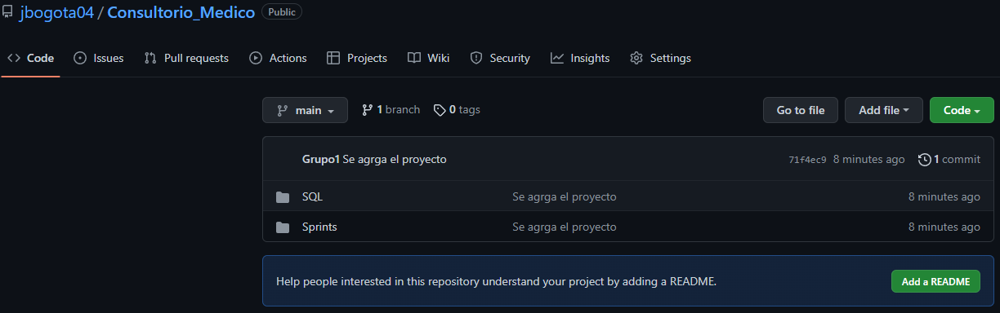 jbogota04 / Consultorio_Medico Public
Code Issues Pull requests Actions Projects Wiki Security Insights Settings
main 1 branch 0 tags Go to file Add file Code
Grupo1 Se agrga el proyecto 71f4ec9 8 minutes ago 1 commit
SQL Se agrga el proyecto 8 minutes ago
Sprints Se agrga el proyecto 8 minutes ago
Help people interested in this repository understand your project by adding a README. Add a README